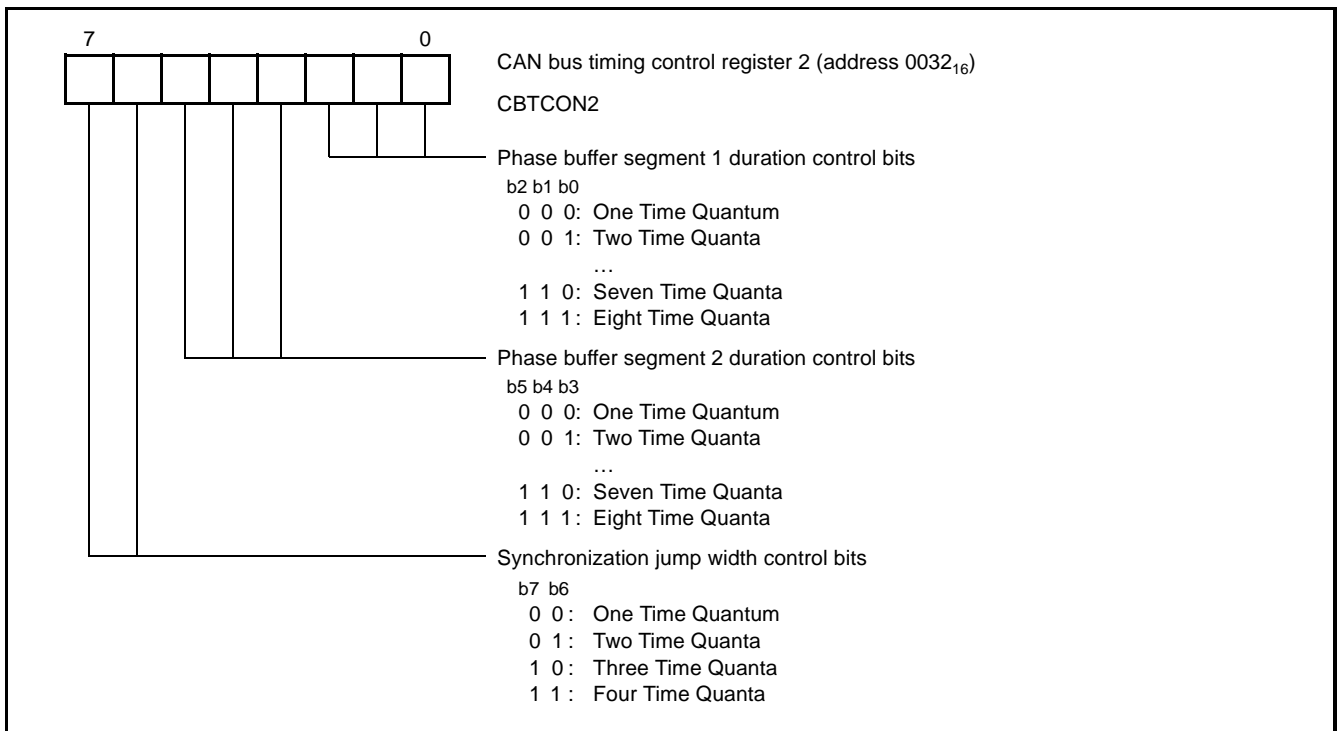 7 0
CAN bus timing control register 2 (address 0032₁₆)
CBTCON2
Phase buffer segment 1 duration control bits
b2 b1 b0
0 0 0: One Time Quantum
0 0 1: Two Time Quanta
…
1 1 0: Seven Time Quanta
1 1 1: Eight Time Quanta
Phase buffer segment 2 duration control bits
b5 b4 b3
0 0 0: One Time Quantum
0 0 1: Two Time Quanta
…
1 1 0: Seven Time Quanta
1 1 1: Eight Time Quanta
Synchronization jump width control bits
b7 b6
0 0: One Time Quantum
0 1: Two Time Quanta
1 0: Three Time Quanta
1 1: Four Time Quanta